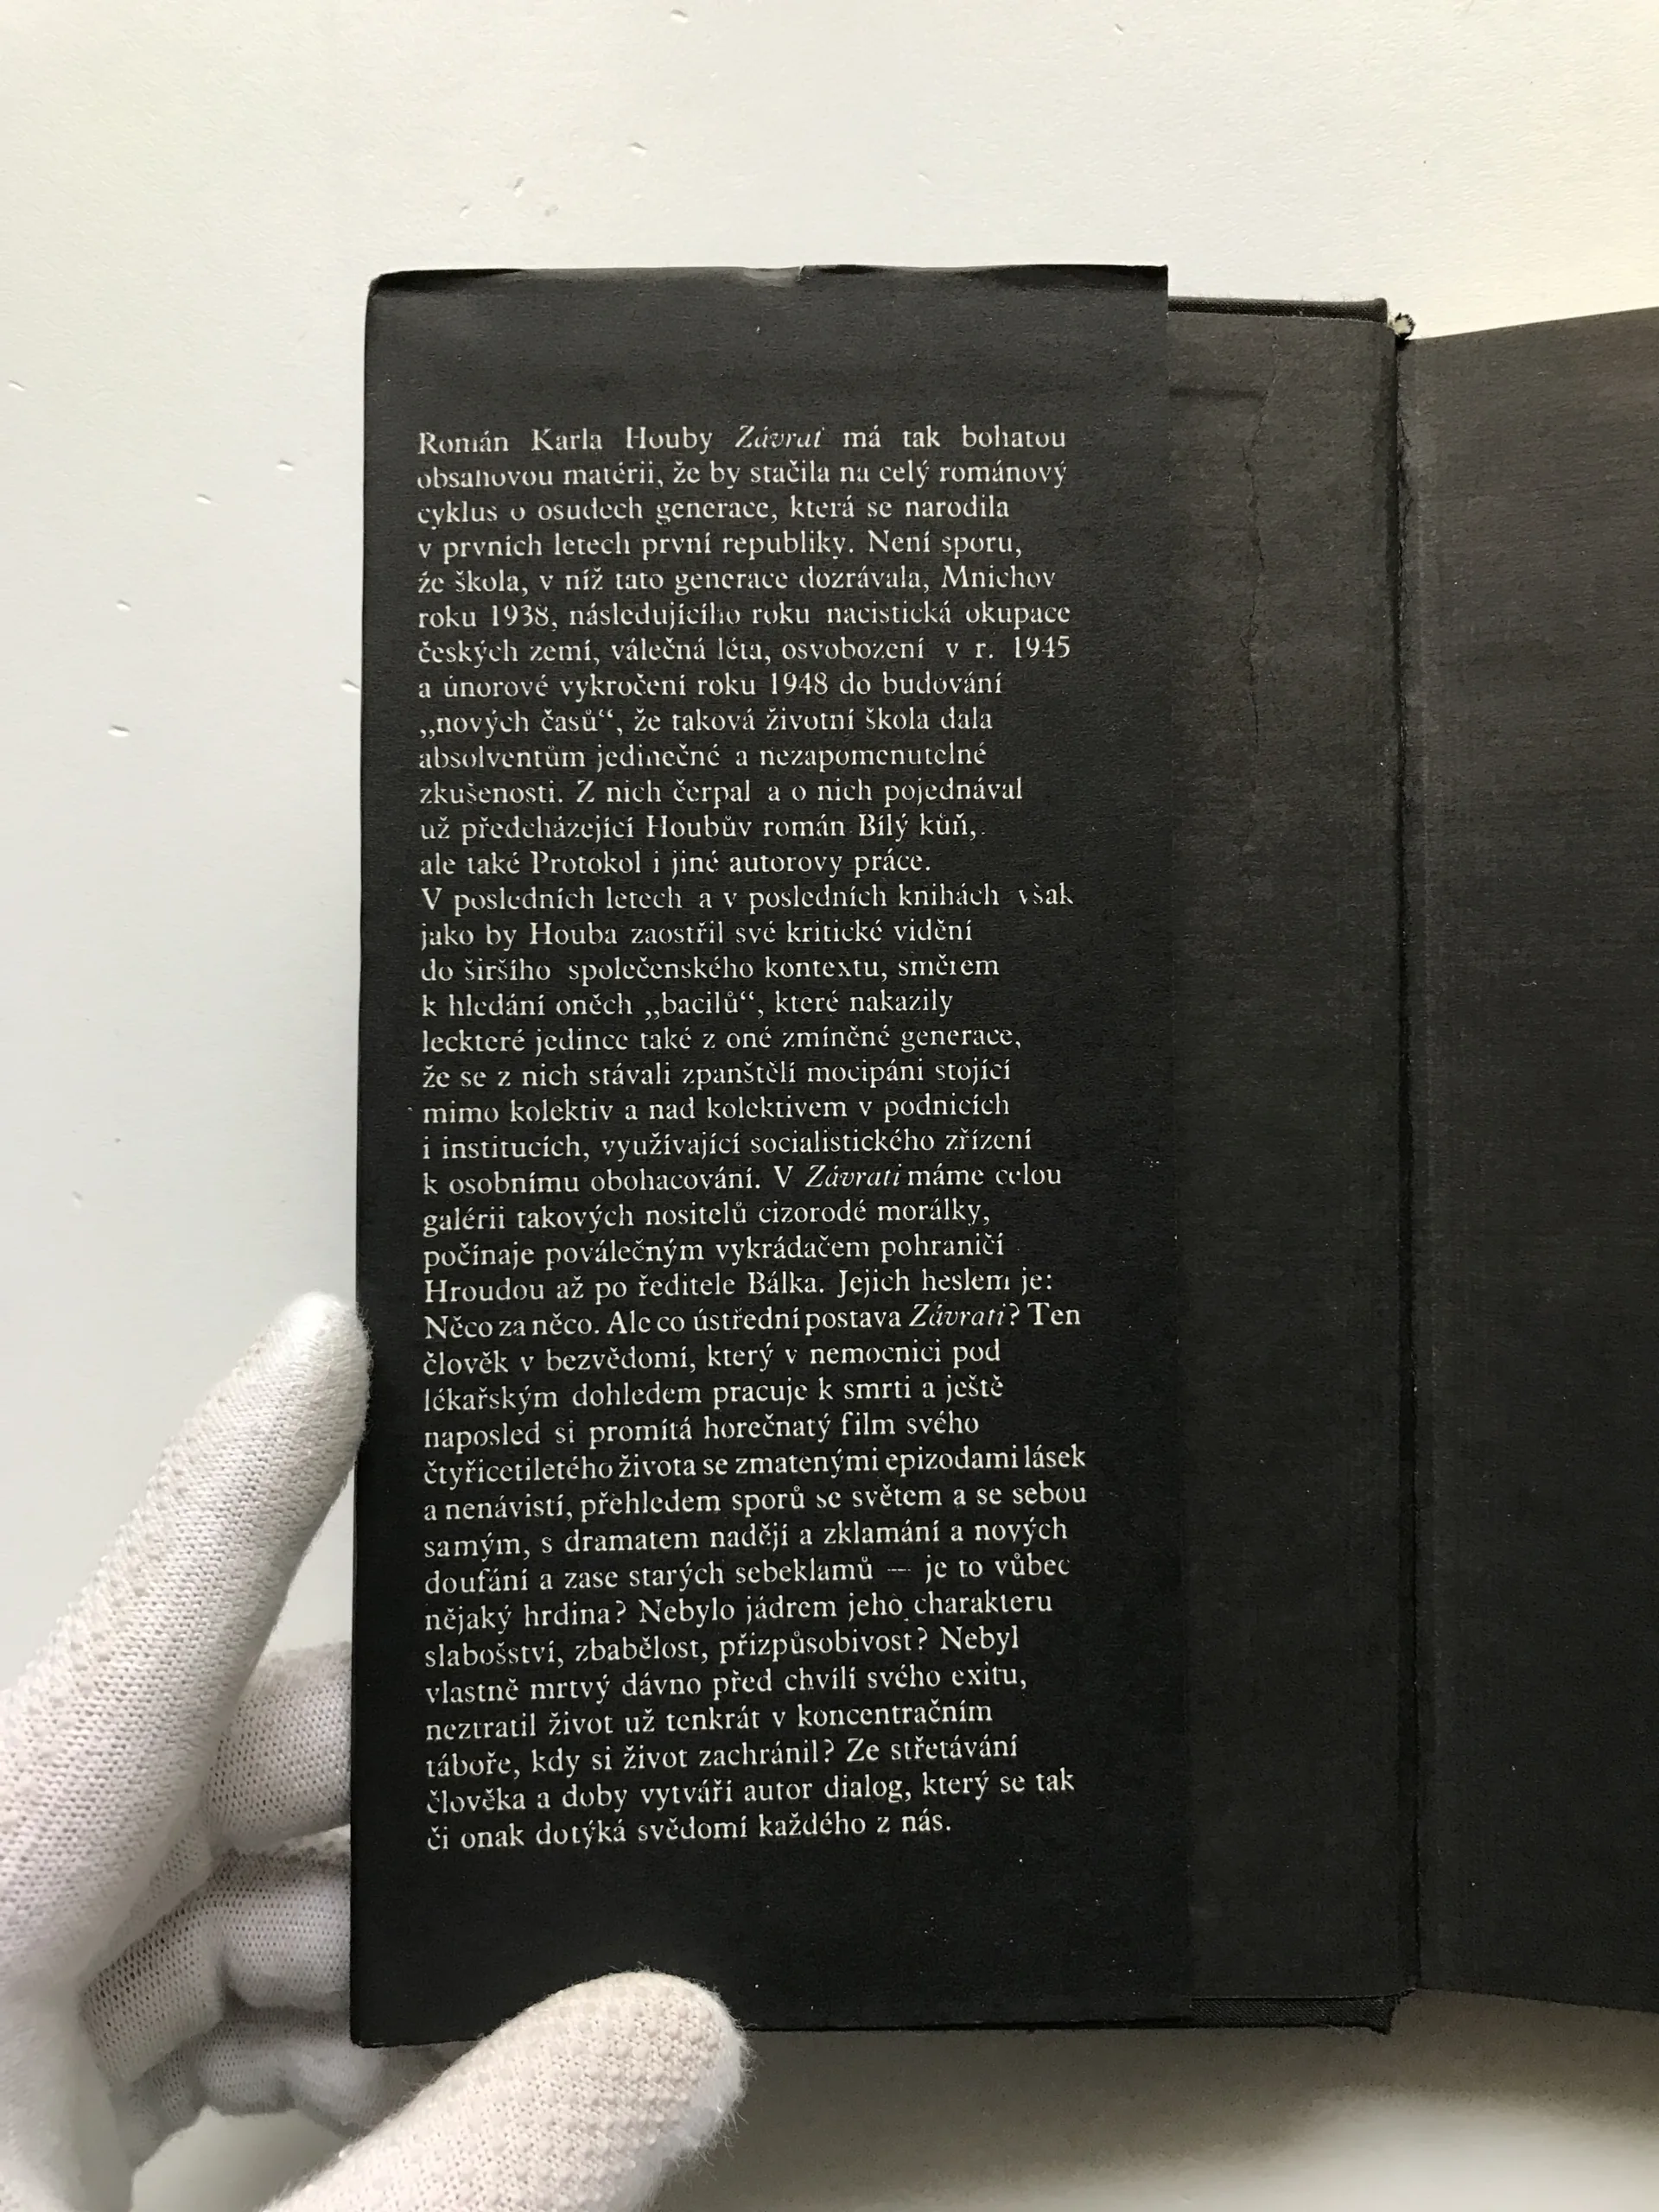 Román Karla Houby Závrať má tak bohatou
obsahovou matérii, že by stačila na celý románový
cyklus o osudech generace, která se narodila
v prvních letech první republiky. Není sporu,
že škola, v níž tato generace dozrávala, Mnichov
roku 1938, následujícího roku nacistická okupace
českých zemí, válečná léta, osvobození v r. 1945
a únorové vykročení roku 1948 do budování
„nových časů“, že taková životní škola dala
absolventům jedinečné a nezapomenutelné
zkušenosti. Z nich čerpal a o nich pojednával
už předcházející Houbův román Bílý kůň,
ale také Protokol i jiné autorovy práce.
V posledních letech a v posledních knihách však
jako by Houba zaostřil své kritické vidění
do širšího společenského kontextu, směrem
k hledání oněch „bacilů“, které nakazily
leckteré jedince také z oné zmíněné generace,
že se z nich stávali zpanštělí mocipáni stojící
mimo kolektiv a nad kolektivem v podnicích
i institucích, využívající socialistického zřízení
k osobnímu obohacování. V Závrati máme celou
galérii takových nositelů cizorodé morálky,
počínaje poválečným vykrádačem pohraničí
Hroudou až po ředitele Bálka. Jejich heslem je:
Něco za něco. Ale co ústřední postava Závrati? Ten
člověk v bezvědomí, který v nemocnici pod
lékařským dohledem pracuje k smrti a ještě
naposled si promítá horečnatý film svého
čtyřicetiletého života se zmatenými epizodami lásek
a nenávistí, přehledem sporů se světem a se sebou
samým, s dramatem nadějí a zklamání a nových
doufání a zase starých sebeklamů — je to vůbec
nějaký hrdina? Nebylo jádrem jeho charakteru
slabošství, zbabělost, přizpůsobivost? Nebyl
vlastně mrtvý dávno před chvílí svého exitu,
neztratil život už tenkrát v koncentračním
táboře, kdy si život zachránil? Ze střetávání
člověka a doby vytváří autor dialog, který se tak
či onak dotýká svědomí každého z nás.